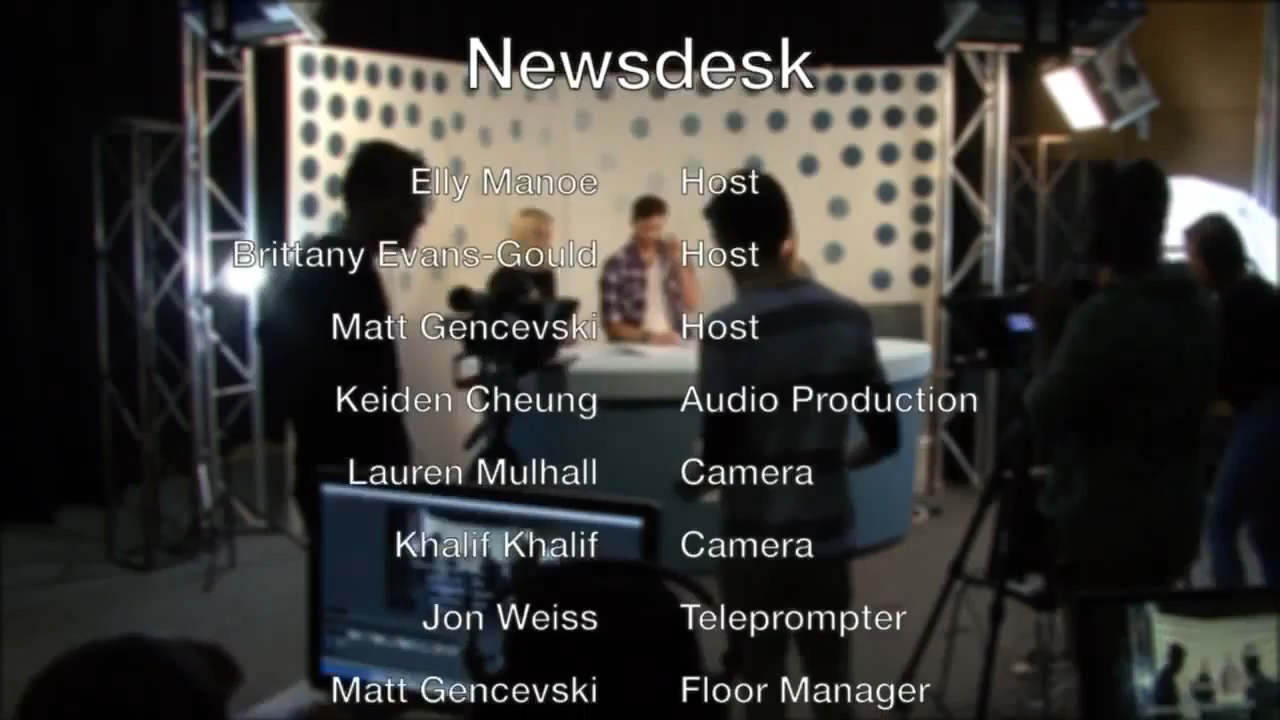 Newsdesk
Elly Manoe Host
Brittany Evans-Gould Host
Matt Gencevski Host
Keiden Cheung Audio Production
Lauren Mulhall Camera
Khalif Khalif Camera
Jon Weiss Teleprompter
Matt Gencevski Floor Manager